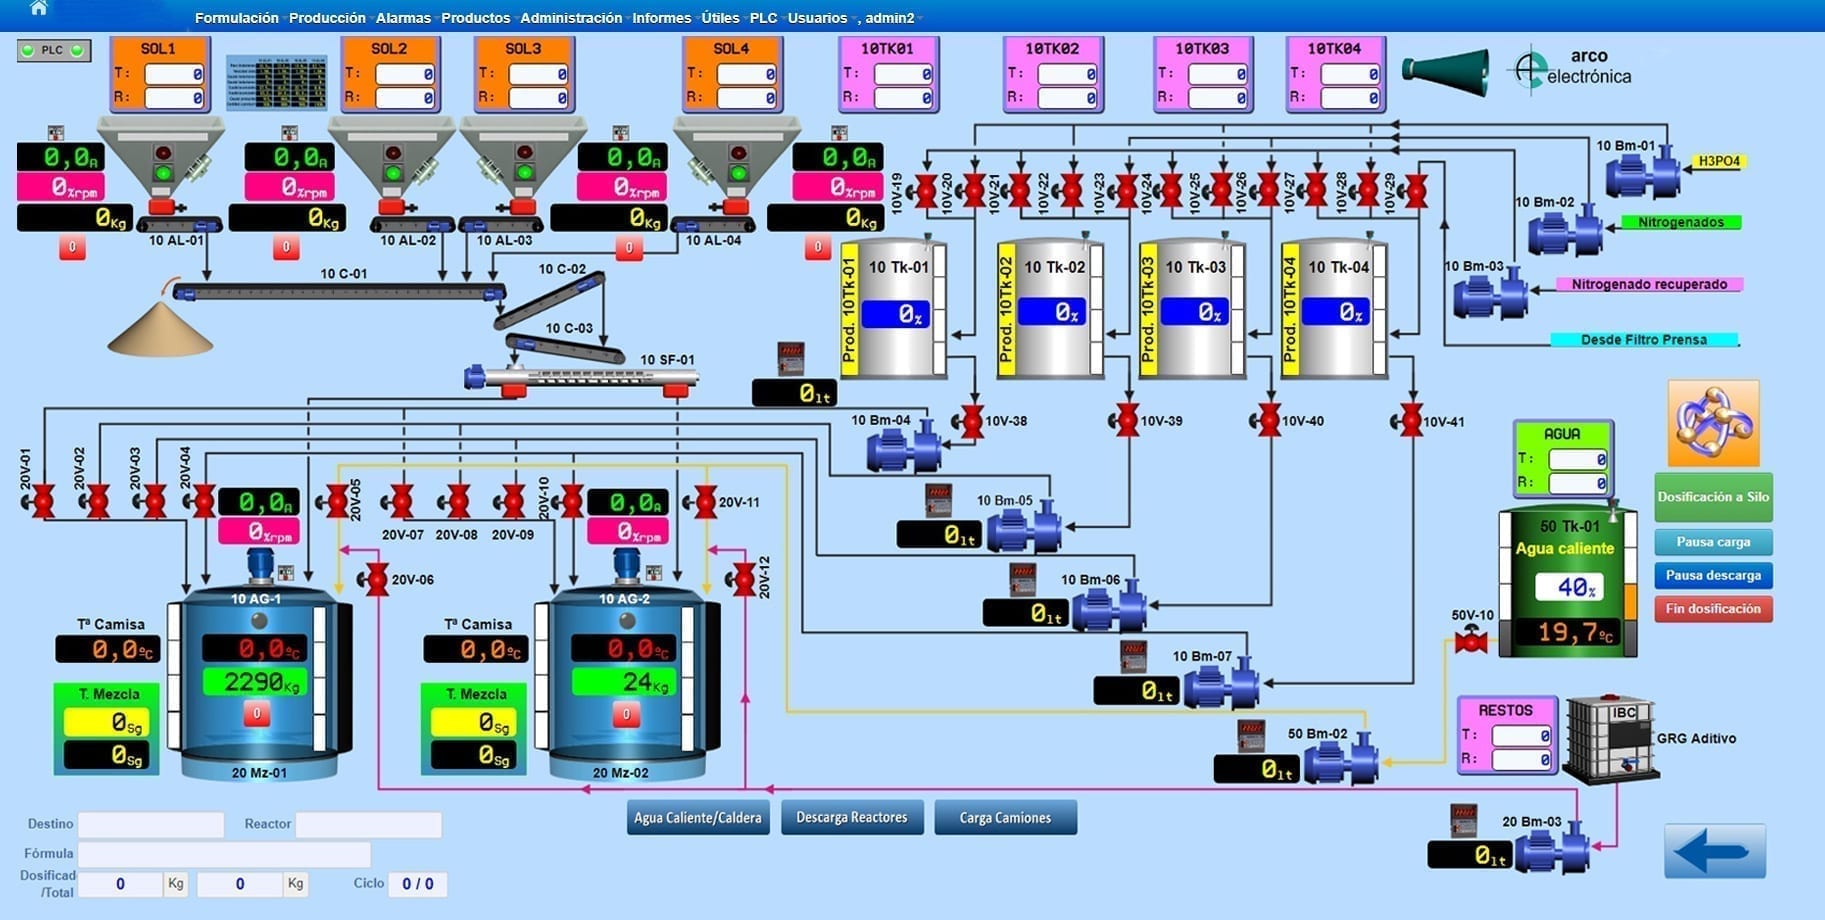 Formulación Producción Alarmas Productos Administración Informes Útiles PLC Usuarios , admin2
PLC
SOL1
T: 0
R: 0
SOL2
T: 0
R: 0
SOL3
T: 0
R: 0
SOL4
T: 0
R: 0
10TK01
T: 0
R: 0
10TK02
T: 0
R: 0
10TK03
T: 0
R: 0
10TK04
T: 0
R: 0
arco
electrónica
0,0A
0%rpm
0Kg
0
0,0A
0%rpm
0Kg
0
0,0A
0%rpm
0Kg
0
0,0A
0%rpm
0Kg
0
10 AL-01
10 AL-02
10 AL-03
10 AL-04
10 C-01
10 C-02
10 C-03
10 SF-01
10V-19
10V-20
10V-21
10V-22
10V-23
10V-24
10V-25
10V-26
10V-27
10V-28
10V-29
10 Bm-01
H3PO4
10 Bm-02
Nitrogenados
10 Bm-03
Nitrogenado recuperado
Desde Filtro Prensa
Prod. 10Tk-01
10 Tk-01
0%
Prod. 10Tk-02
10 Tk-02
0%
Prod. 10Tk-03
10 Tk-03
0%
Prod. 10Tk-04
10 Tk-04
0%
0lt
10 Bm-04
10V-38
10V-39
10V-40
10V-41
20V-01
20V-02
20V-03
20V-04
0,0A
0%rpm
20V-05
20V-06
20V-07
20V-08
20V-09
20V-10
0,0A
0%rpm
20V-11
20V-12
10 Bm-05
0lt
10 Bm-06
0lt
10 Bm-07
0lt
50 Bm-02
0lt
AGUA
T: 0
R: 0
50 Tk-01
Agua caliente
40%
19,7ºC
50V-10
Dosificación a Silo
Pausa carga
Pausa descarga
Fin dosificación
Tª Camisa
0,0ºC
T. Mezcla
0Sg
0Sg
10 AG-1
0,0ºC
2290Kg
0
20 Mz-01
Tª Camisa
0,0ºC
T. Mezcla
0Sg
0Sg
10 AG-2
0,0ºC
24Kg
0
20 Mz-02
RESTOS
T: 0
R: 0
IBC
GRG Aditivo
20 Bm-03
0lt
Agua Caliente/Caldera
Descarga Reactores
Carga Camiones
Destino
Reactor
Fórmula
Dosificad
/Total
0 Kg 0 Kg
Ciclo 0 / 0